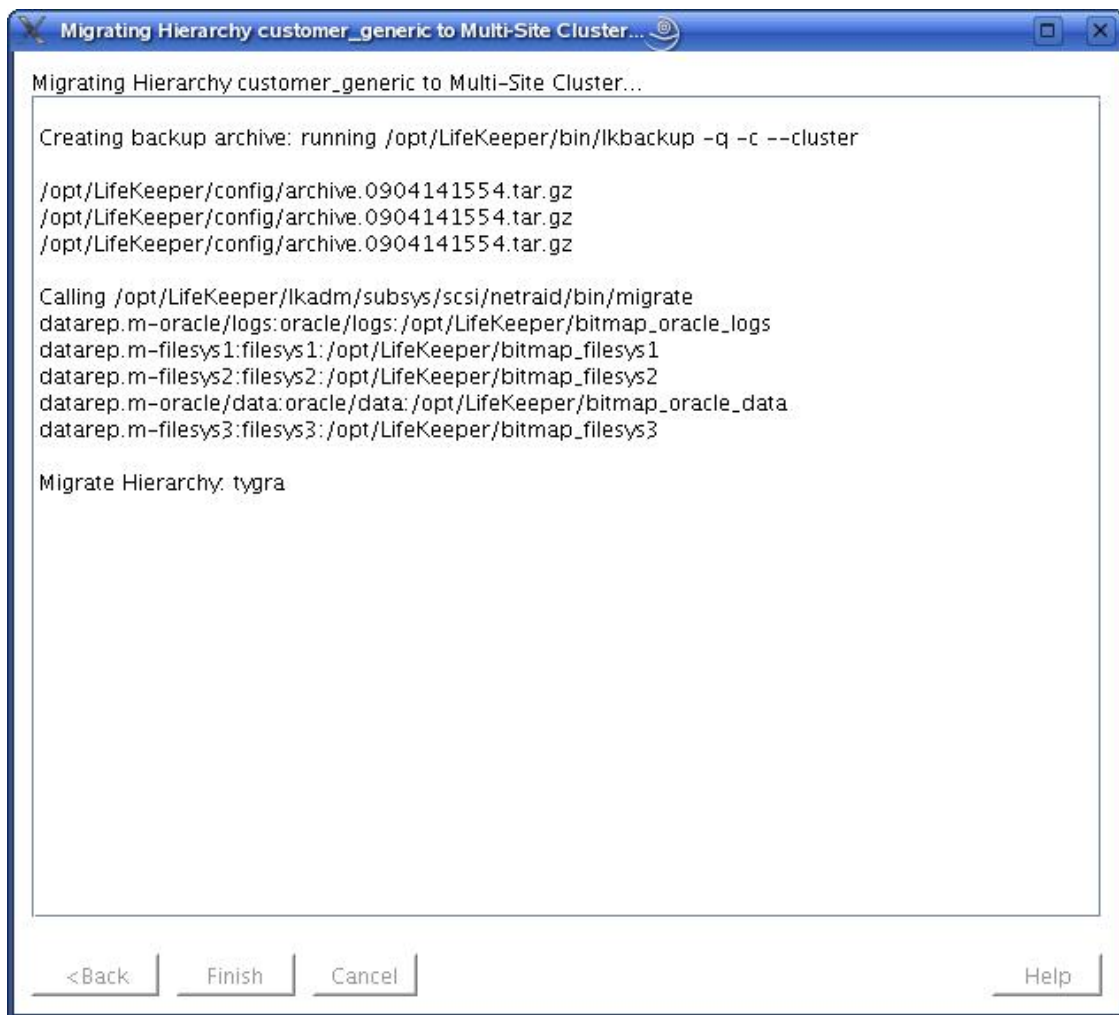 Migrating Hierarchy customer_generic to Multi-Site Cluster...
Migrating Hierarchy customer_generic to Multi-Site Cluster...
Creating backup archive: running /opt/LifeKeeper/bin/lkbackup -q -c --cluster
/opt/LifeKeeper/config/archive.0904141554.tar.gz
/opt/LifeKeeper/config/archive.0904141554.tar.gz
/opt/LifeKeeper/config/archive.0904141554.tar.gz
Calling /opt/LifeKeeper/lkadm/subsys/scsi/netraid/bin/migrate
datarep.m-oracle/logs:oracle/logs:/opt/LifeKeeper/bitmap_oracle_logs
datarep.m-filesys1:filesys1:/opt/LifeKeeper/bitmap_filesys1
datarep.m-filesys2:filesys2:/opt/LifeKeeper/bitmap_filesys2
datarep.m-oracle/data:oracle/data:/opt/LifeKeeper/bitmap_oracle_data
datarep.m-filesys3:filesys3:/opt/LifeKeeper/bitmap_filesys3
Migrate Hierarchy: tygra
<Back Finish Cancel Help